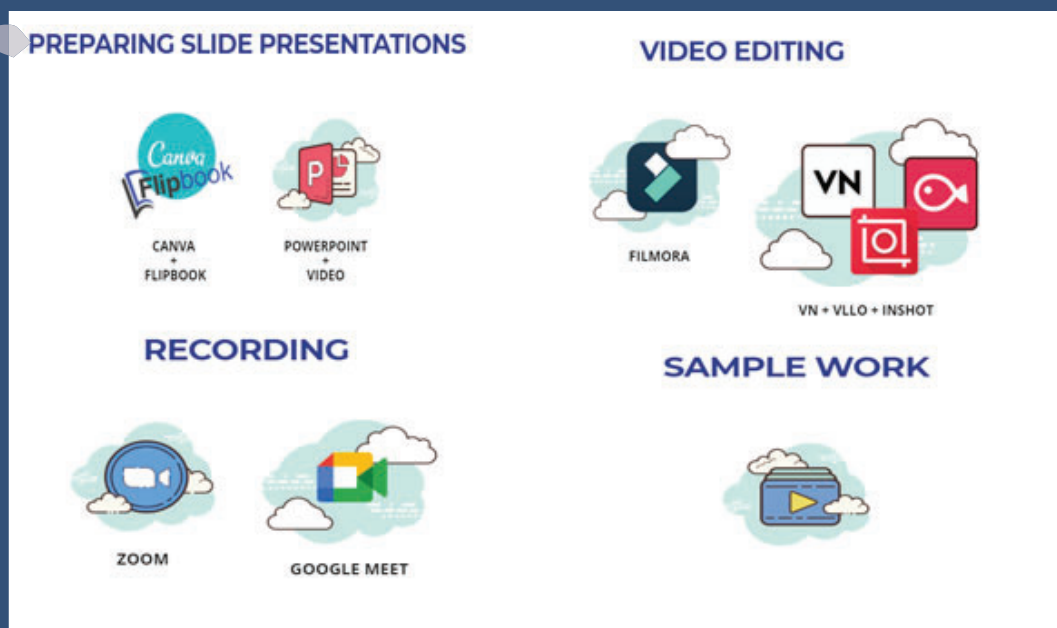 PREPARING SLIDE PRESENTATIONS
Canva
Flipbook
P
CANVA
+
FLIPBOOK
POWERPOINT
+
VIDEO
VIDEO EDITING
FILMORA
VN
VN + VLLO + INSHOT
RECORDING
ZOOM
GOOGLE MEET
SAMPLE WORK